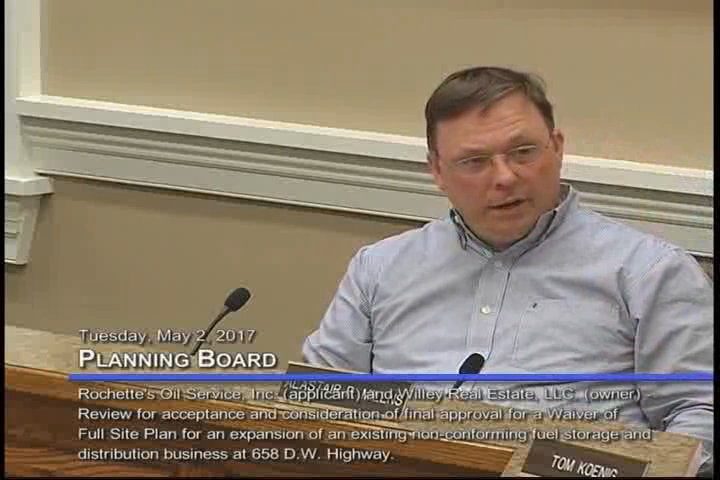 Tuesday, May 2, 2017
PLANNING BOARD
ALASTAIR
Rochette's Oil Service, Inc. (applicant) and Willey Real Estate, LLC. (owner) -
Review for acceptance and consideration of final approval for a Waiver of
Full Site Plan for an expansion of an existing non-conforming fuel storage and
distribution business at 658 D.W. Highway.
TOM KOENIG